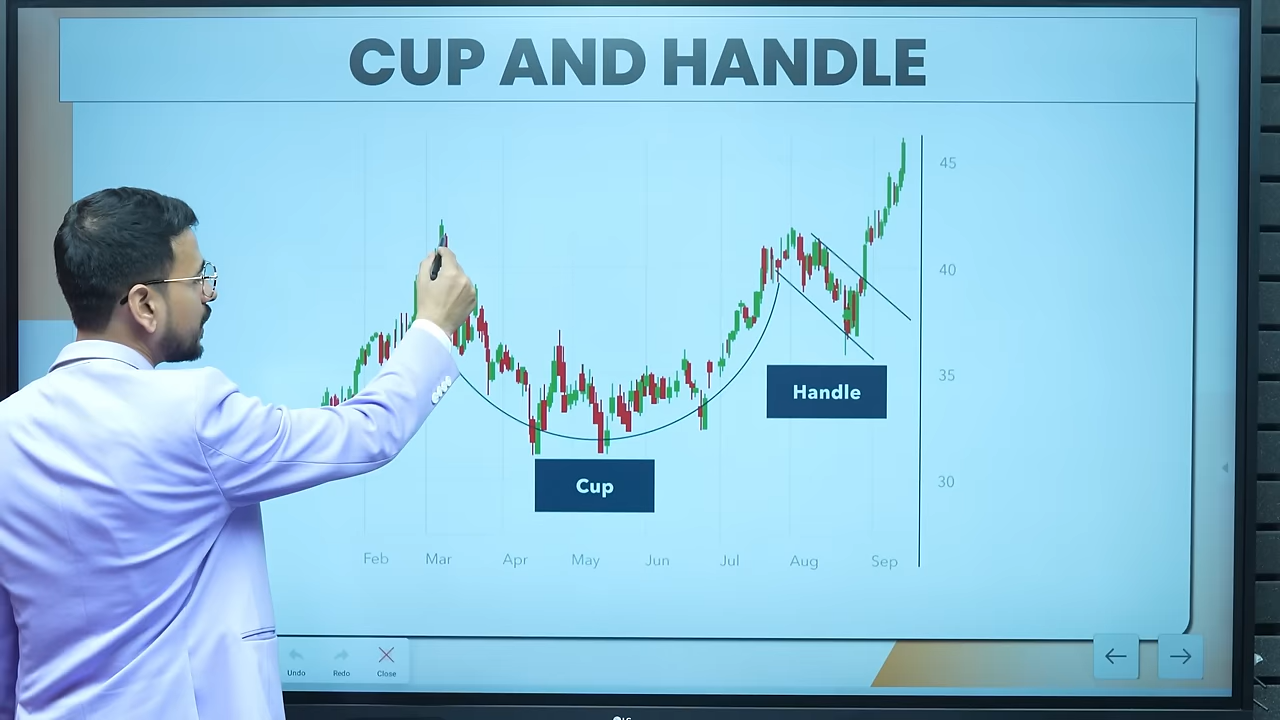 CUP AND HANDLE
45
40
35
30
Handle
Cup
Feb Mar Apr May Jun Jul Aug Sep
Undo Redo Close
LG